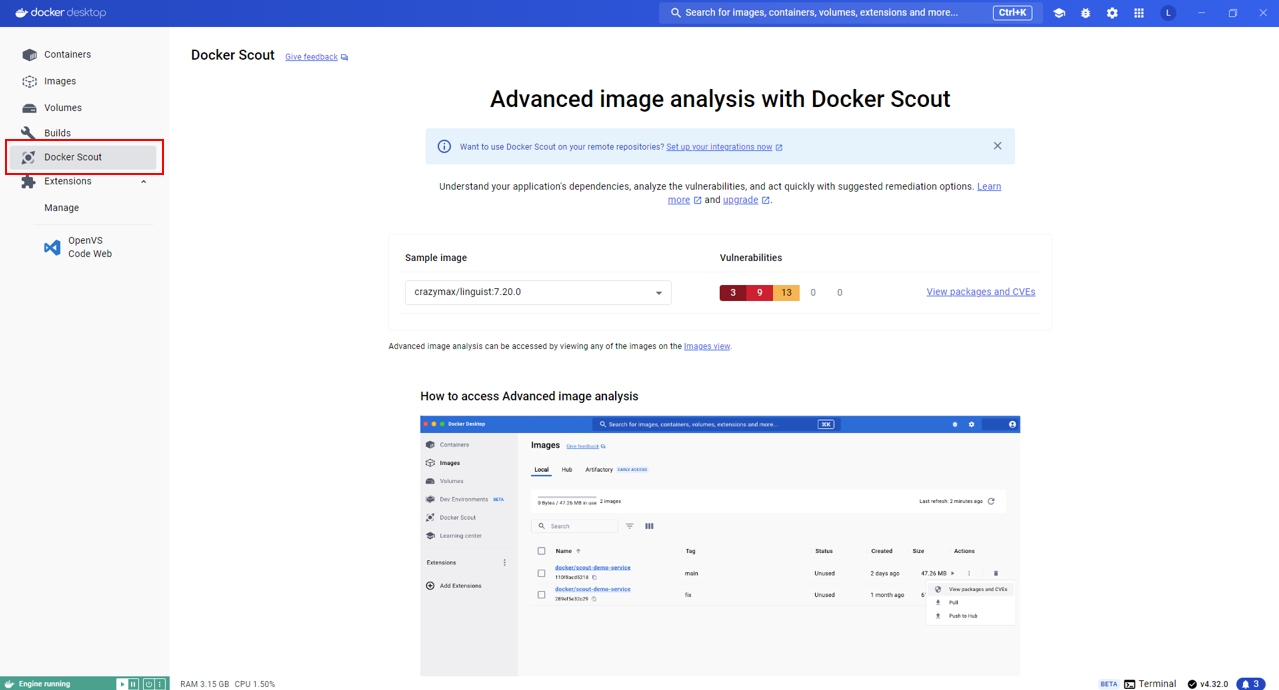 docker desktop
Search for images, containers, volumes, extensions and more...
Ctrl+K
L
Containers
Images
Volumes
Builds
Docker Scout
Extensions
Manage
OpenVS
Code Web
Docker Scout Give feedback
Advanced image analysis with Docker Scout
Want to use Docker Scout on your remote repositories? Set up your integrations now
Understand your application's dependencies, analyze the vulnerabilities, and act quickly with suggested remediation options. Learn
more and upgrade .
Sample image Vulnerabilities
crazymax/linguist:7.20.0 3 9 13 0 0 View packages and CVEs
Advanced image analysis can be accessed by viewing any of the images on the Images view.
How to access Advanced image analysis
Docker Desktop Search for images, containers, volumes, extensions and more... ⌘K
Containers
Images
Volumes
Dev Environments BETA
Docker Scout
Learning center
Extensions
Add Extensions
Images Give feedback
Local Hub Artifactory EARLY ACCESS
0 Bytes / 47.26 MB in use 2 images Last refresh: 2 minutes ago
Search
Name Tag Status Created Size Actions
docker/scout-demo-service main Unused 2 days ago 47.26 MB
110f9acd5218
docker/scout-demo-service fix Unused 1 month ago
View packages and CVEs
Pull
Push to Hub
Engine running
RAM 3.15 GB CPU 1.50%
BETA Terminal v4.32.0 3